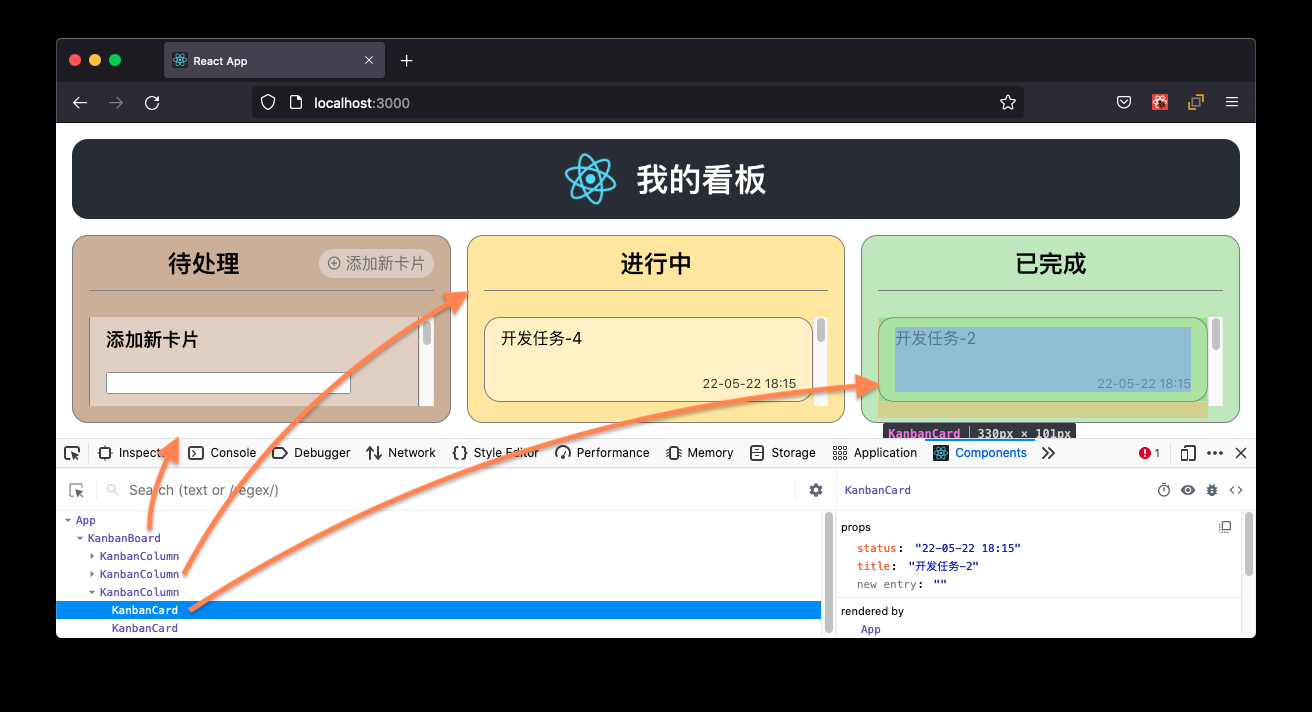 React App
localhost:3000
我的看板
待处理
添加新卡片
进行中
已完成
添加新卡片
开发任务-4
22-05-22 18:15
开发任务-2
22-05-22 18:15
KanbanCard | 330px × 101px
Inspector Console Debugger Network Style Editor Performance Memory Storage Application Components 1
Search (text or /regex/)
KanbanCard
App
KanbanBoard
KanbanColumn
KanbanColumn
KanbanColumn
KanbanCard
KanbanCard
props
status: "22-05-22 18:15"
title: "开发任务-2"
new entry: ""
rendered by
App